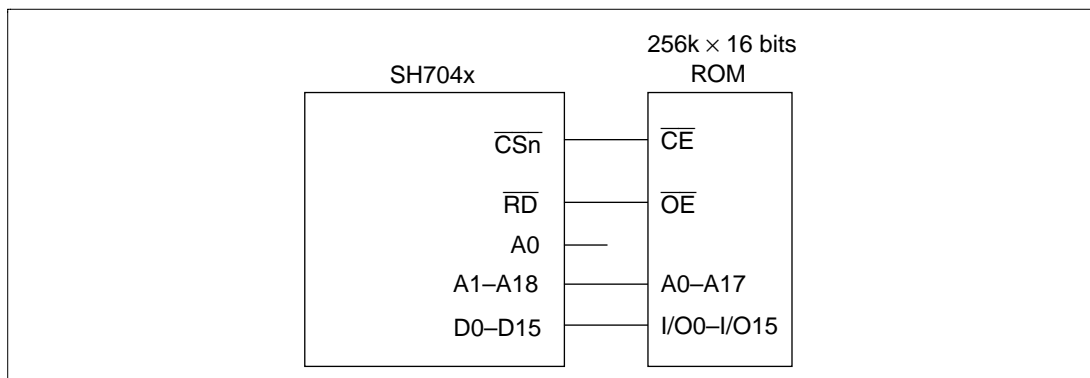 256k × 16 bits
SH704x ROM
CSn CE
RD OE
A0
A1–A18 A0–A17
D0–D15 I/O0–I/O15